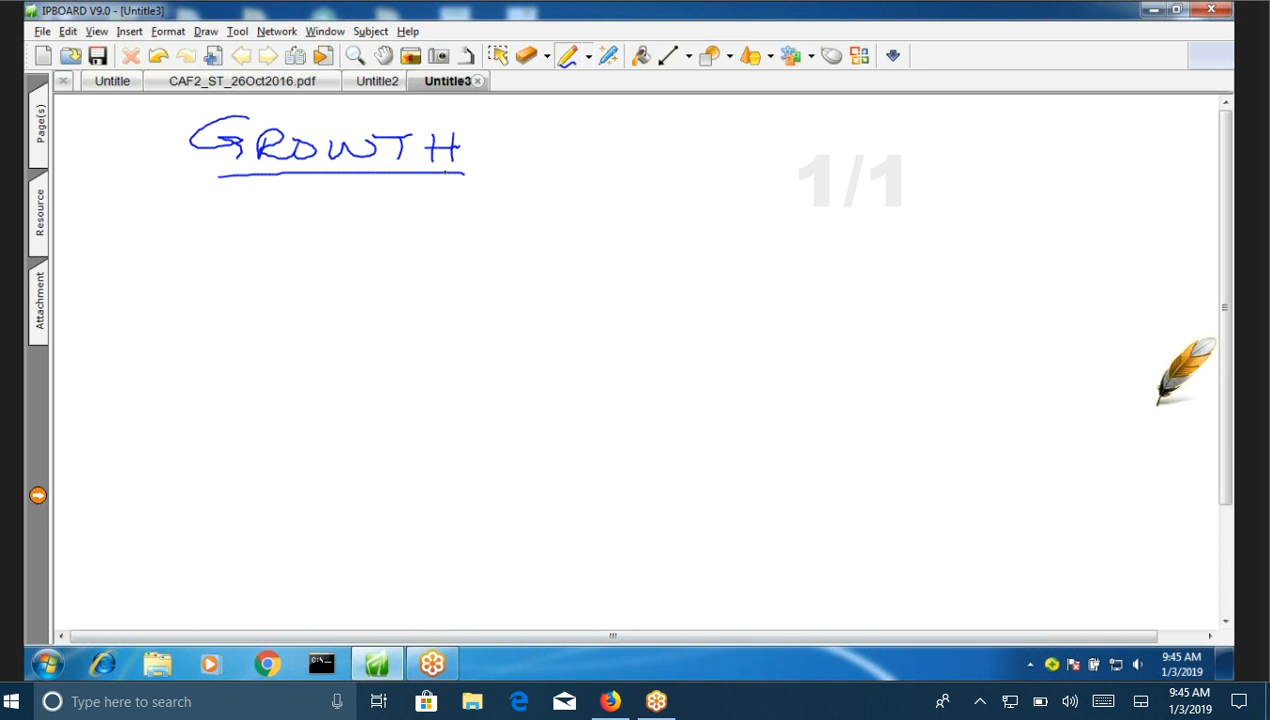 IPBOARD V9.0 - [Untitle3]
File Edit View Insert Format Draw Tool Network Window Subject Help
Untitle CAF2_ST_26Oct2016.pdf Untitle2 Untitle3
Page(s)
Resource
Attachment
GROWTH
1/1
9:45 AM
1/3/2019
Type here to search
9:45 AM
1/3/2019